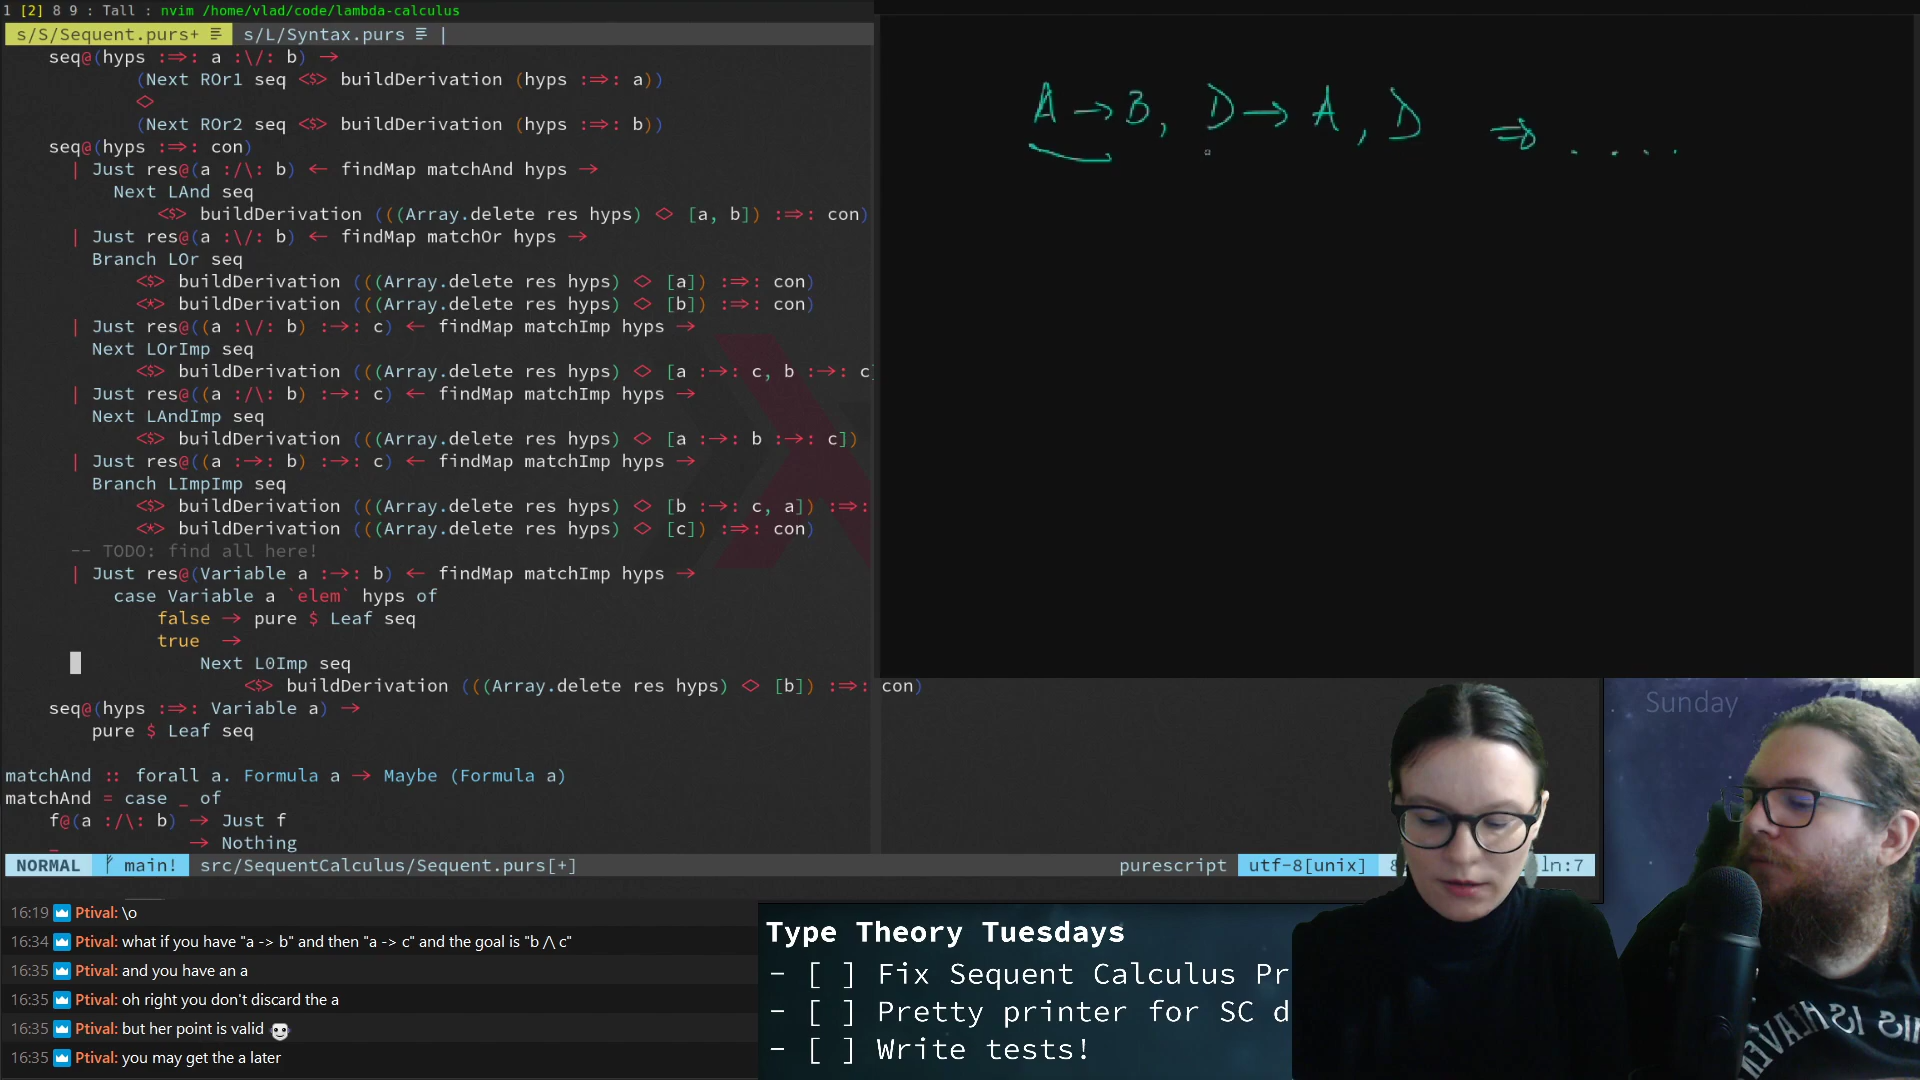 1 [2] 8 9 : Tall : nvim /home/vlad/code/lambda-calculus
s/S/Sequent.purs+ s/L/Syntax.purs |
seq@(hyps :⇒: a :\/: b) →
(Next ROr1 seq <$> buildDerivation (hyps :⇒: a))
<>
(Next ROr2 seq <$> buildDerivation (hyps :⇒: b))
seq@(hyps :⇒: con)
| Just res@(a :/\: b) ← findMap matchAnd hyps →
Next LAnd seq
<$> buildDerivation (((Array.delete res hyps) <> [a, b]) :⇒: con)
| Just res@(a :\/: b) ← findMap matchOr hyps →
Branch LOr seq
<$> buildDerivation (((Array.delete res hyps) <> [a]) :⇒: con)
<*> buildDerivation (((Array.delete res hyps) <> [b]) :⇒: con)
| Just res@((a :\/: b) :→: c) ← findMap matchImp hyps →
Next LOrImp seq
<$> buildDerivation (((Array.delete res hyps) <> [a :→: c, b :→: c]
| Just res@((a :/\: b) :→: c) ← findMap matchImp hyps →
Next LAndImp seq
<$> buildDerivation (((Array.delete res hyps) <> [a :→: b :→: c])
| Just res@((a :→: b) :→: c) ← findMap matchImp hyps →
Branch LImpImp seq
<$> buildDerivation (((Array.delete res hyps) <> [b :→: c, a]) :⇒:
<*> buildDerivation (((Array.delete res hyps) <> [c]) :⇒: con)
-- TODO: find all here!
| Just res@(Variable a :→: b) ← findMap matchImp hyps →
case Variable a `elem` hyps of
false → pure $ Leaf seq
true →
Next L0Imp seq
<$> buildDerivation (((Array.delete res hyps) <> [b]) :⇒: con)
seq@(hyps :⇒: Variable a) →
pure $ Leaf seq
matchAnd :: forall a. Formula a → Maybe (Formula a)
matchAnd = case _ of
f@(a :/\: b) → Just f
_ → Nothing
NORMAL main! src/SequentCalculus/Sequent.purs[+] purescript utf-8[unix] 8 ln:7
A → B, D → A, D ⇒ . . . .
Sunday
16:19 Ptival: \o
16:34 Ptival: what if you have "a -> b" and then "a -> c" and the goal is "b /\ c"
16:35 Ptival: and you have an a
16:35 Ptival: oh right you don't discard the a
16:35 Ptival: but her point is valid
16:35 Ptival: you may get the a later
Type Theory Tuesdays
- [ ] Fix Sequent Calculus Pr
- [ ] Pretty printer for SC d
- [ ] Write tests!